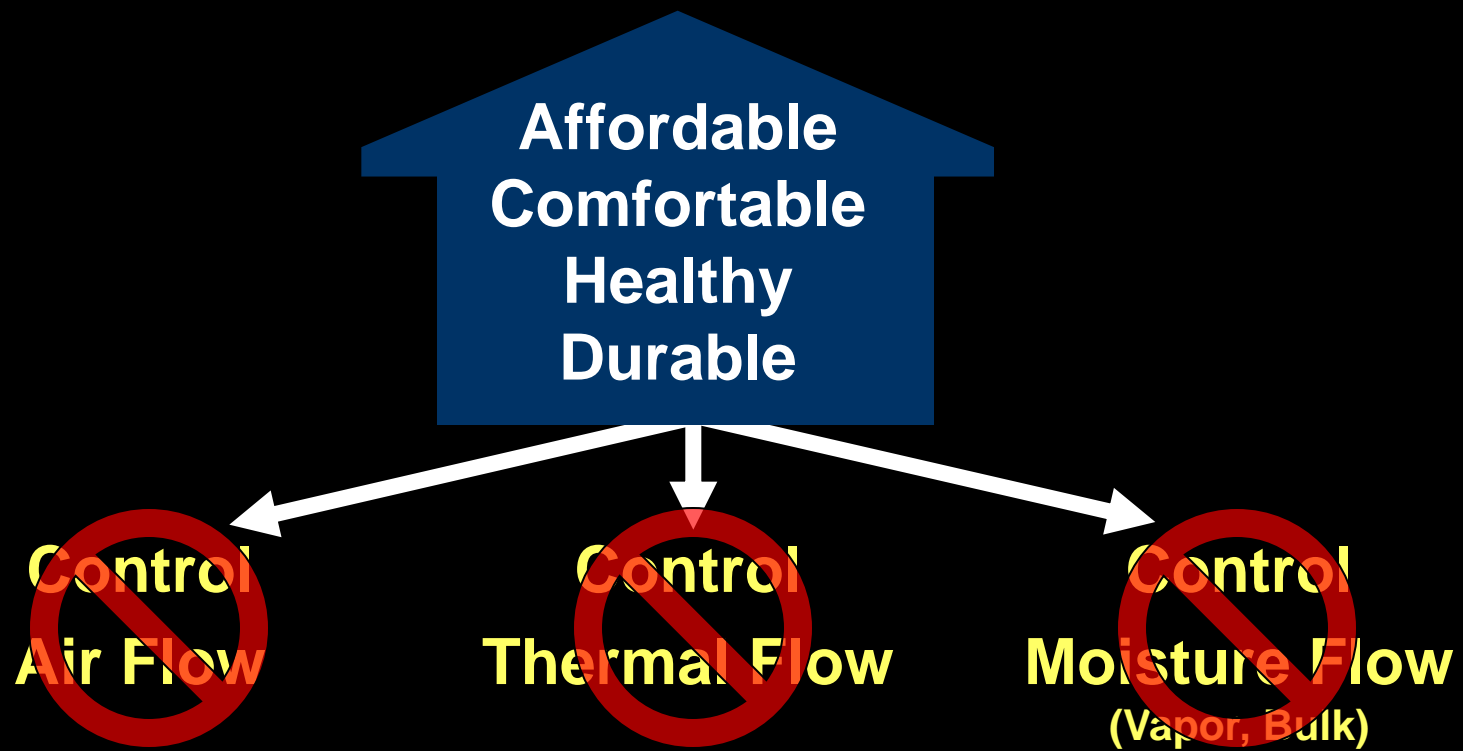 Affordable
Comfortable
Healthy
Durable
Control
Air Flow
Control
Thermal Flow
Control
Moisture Flow
(Vapor, Bulk)